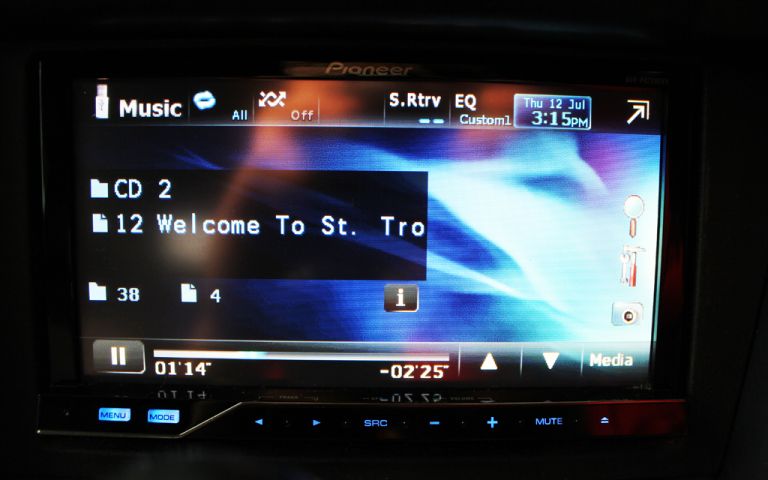 Pioneer
Music All Off S.Rtrv EQ Custom1 Thu 12 Jul 3:15PM
CD 2
12 Welcome To St. Tro
38 4 i
01'14" -02'25" Media
MENU MODE SRC - + MUTE